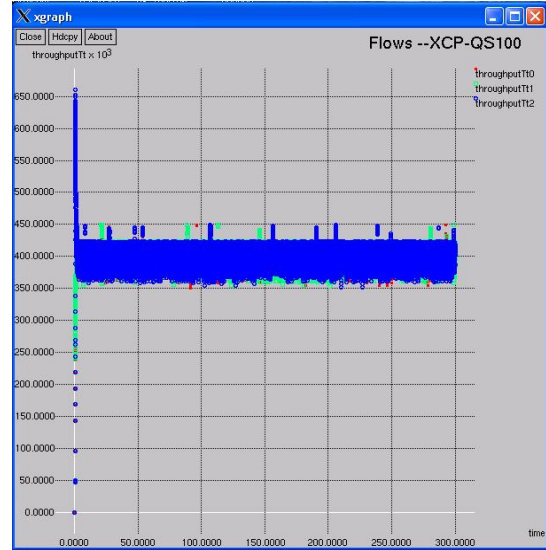 xgraph
Close Hdcpy About
Flows --XCP-QS100
throughputTt x 10³
throughputTt0
throughputTt1
throughputTt2
650.0000
600.0000
550.0000
500.0000
450.0000
400.0000
350.0000
300.0000
250.0000
200.0000
150.0000
100.0000
50.0000
0.0000
time
0.0000 50.0000 100.0000 150.0000 200.0000 250.0000 300.0000